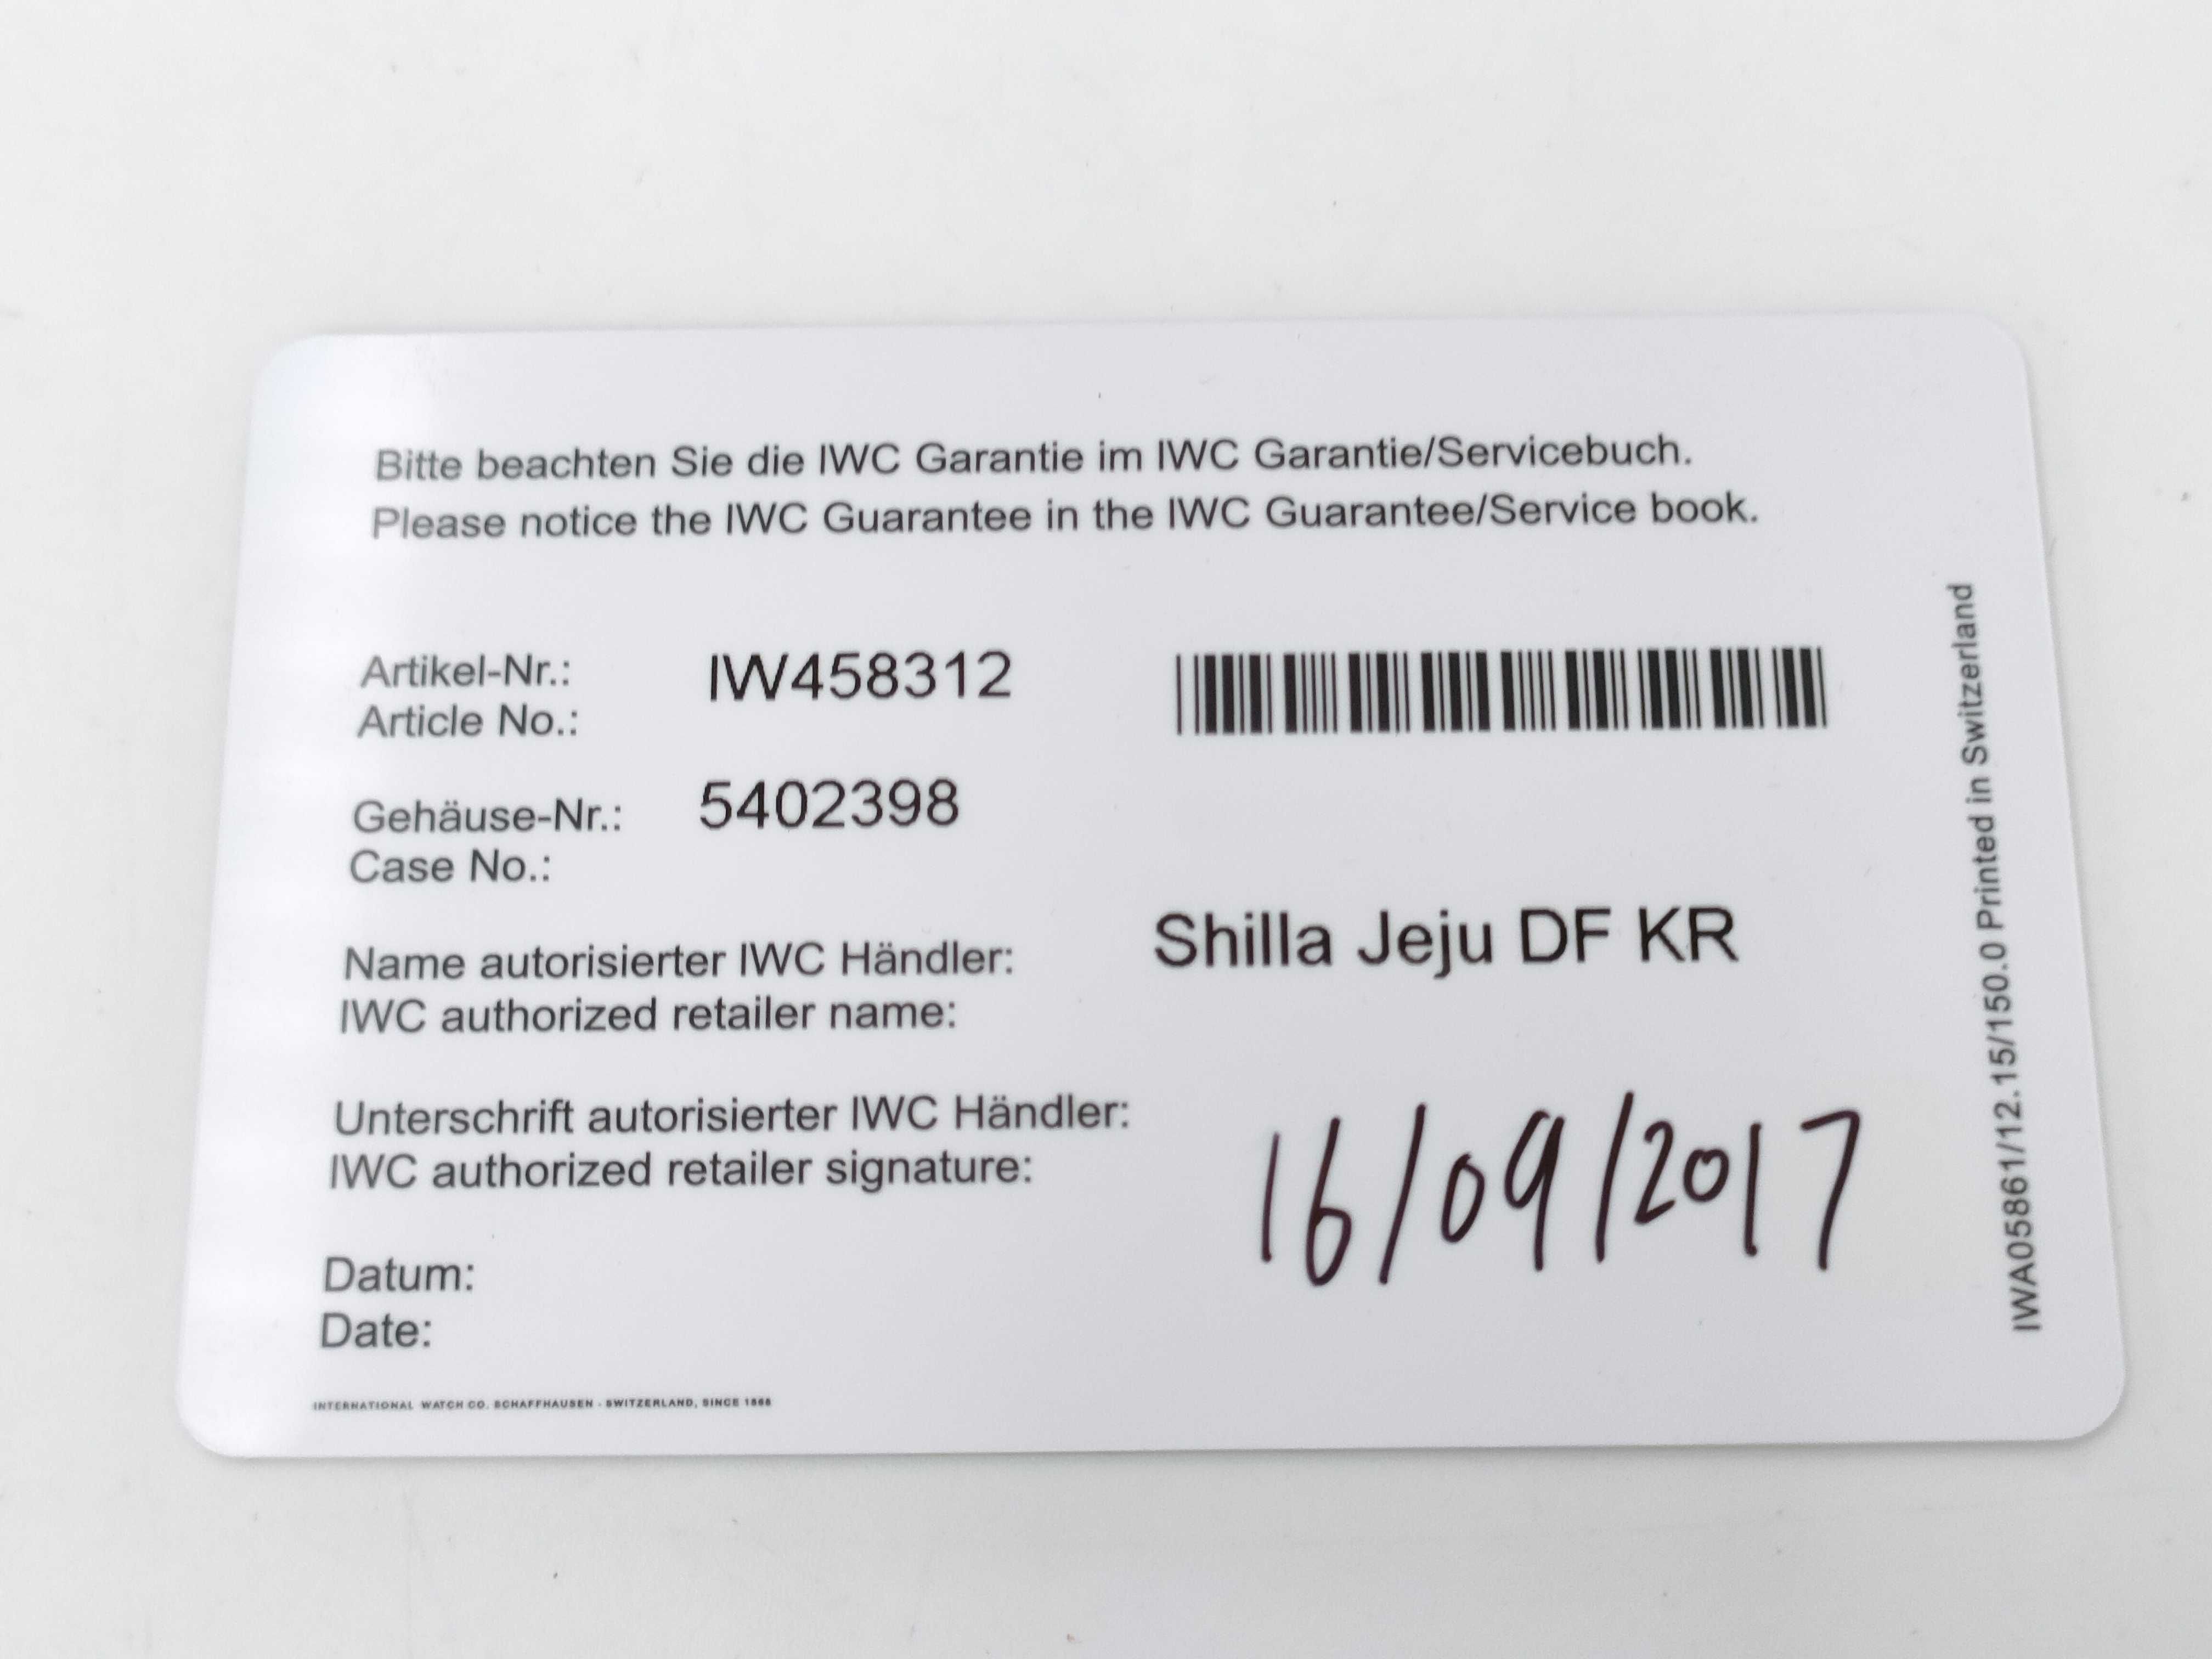 Bitte beachten Sie die IWC Garantie im IWC Garantie/Servicebuch.
Please notice the IWC Guarantee in the IWC Guarantee/Service book.
Artikel-Nr.: IW458312
Article No.:
Gehäuse-Nr.: 5402398
Case No.:
Name autorisierter IWC Händler: Shilla Jeju DF KR
IWC authorized retailer name:
Unterschrift autorisierter IWC Händler:
IWC authorized retailer signature:
16/09/2017
Datum:
Date:
INTERNATIONAL WATCH CO. SCHAFFHAUSEN - SWITZERLAND, SINCE 1868
IWA05861/12.15/150.0 Printed in Switzerland